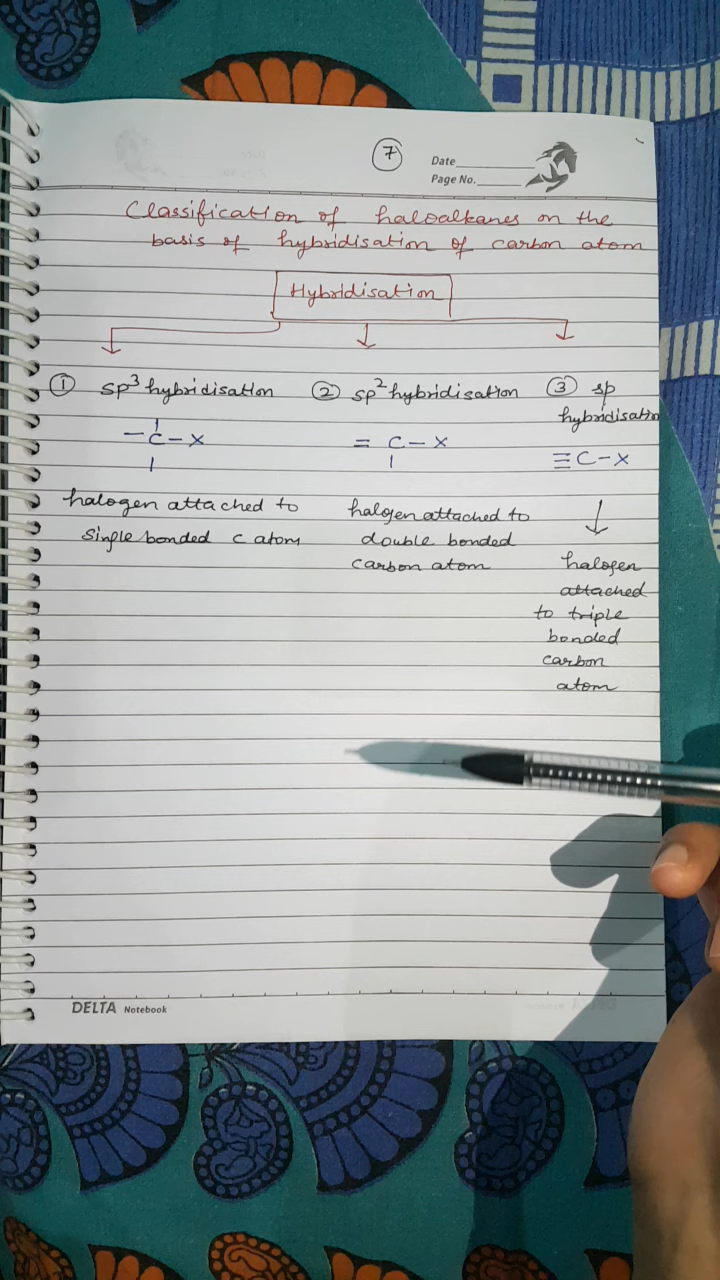 7
Date
Page No.
Classification of haloalkanes on the
basis of hybridisation of carbon atom
Hybridisation
① sp³ hybridisation
–C–X
halogen attached to
single bonded c atom
② sp² hybridisation
= C – X
halogen attached to
double bonded
carbon atom
③ sp
hybridisation
≡C–X
halogen
attached
to triple
bonded
carbon
atom
DELTA Notebook